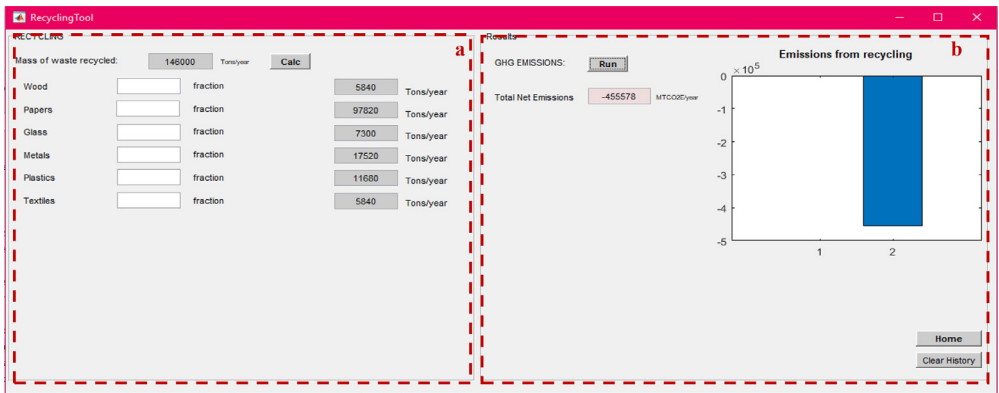 RecyclingTool
RECYCLING
a
Mass of waste recycled: 146000 Tons/year Calc
Wood fraction 5840 Tons/year
Papers fraction 97820 Tons/year
Glass fraction 7300 Tons/year
Metals fraction 17520 Tons/year
Plastics fraction 11680 Tons/year
Textiles fraction 5840 Tons/year
Results
b
GHG EMISSIONS: Run
Total Net Emissions -455578 MTCO2E/year
Emissions from recycling
× 10^5
0
-1
-2
-3
-4
-5
1 2
Home
Clear History